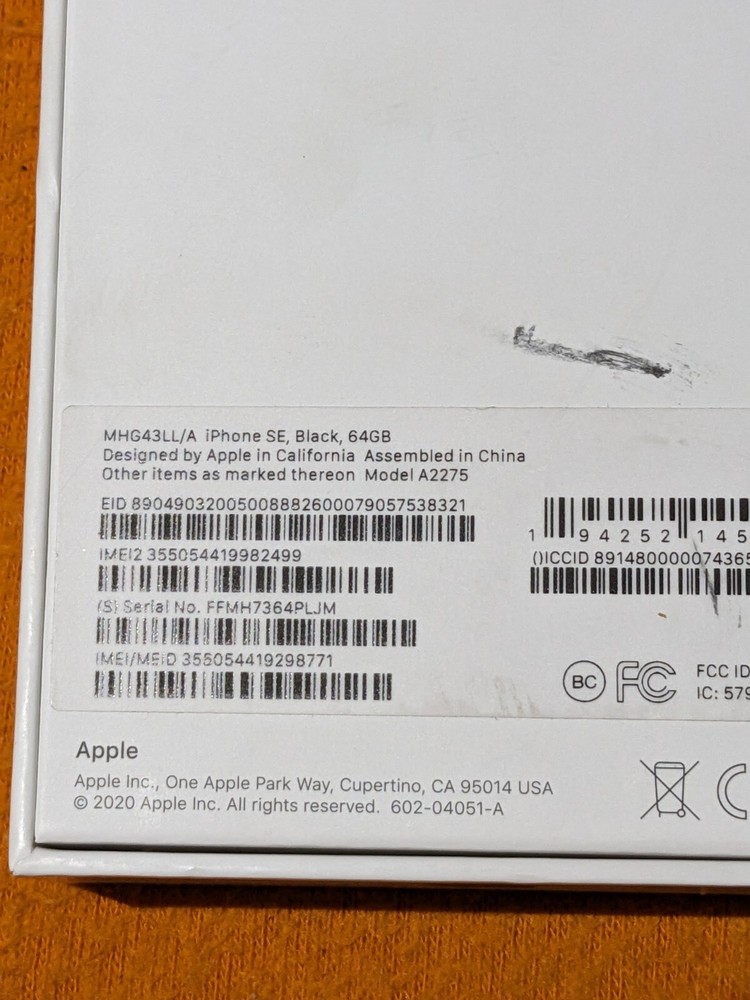 MHG43LL/A iPhone SE, Black, 64GB
Designed by Apple in California Assembled in China
Other items as marked thereon Model A2275
EID 89049032005008882600079057538321
1 94252 145
IMEI2 355054419982499
()ICCID 891480000074365
(S) Serial No. FFMH7364PLJM
IMEI/MEID 355054419298771
BC FC FCC ID
IC: 579
Apple
Apple Inc., One Apple Park Way, Cupertino, CA 95014 USA
© 2020 Apple Inc. All rights reserved. 602-04051-A